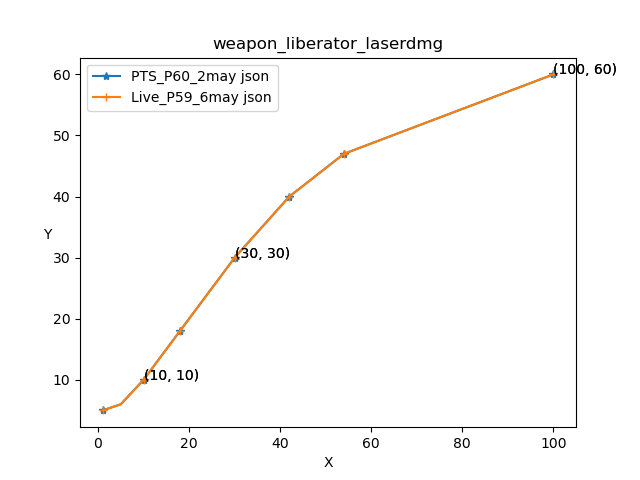 weapon_liberator_laserdmg
PTS_P60_2may json
Live_P59_6may json
(100, 60)
(30, 30)
(10, 10)
60
50
40
30
20
10
Y
0 20 40 60 80 100
X